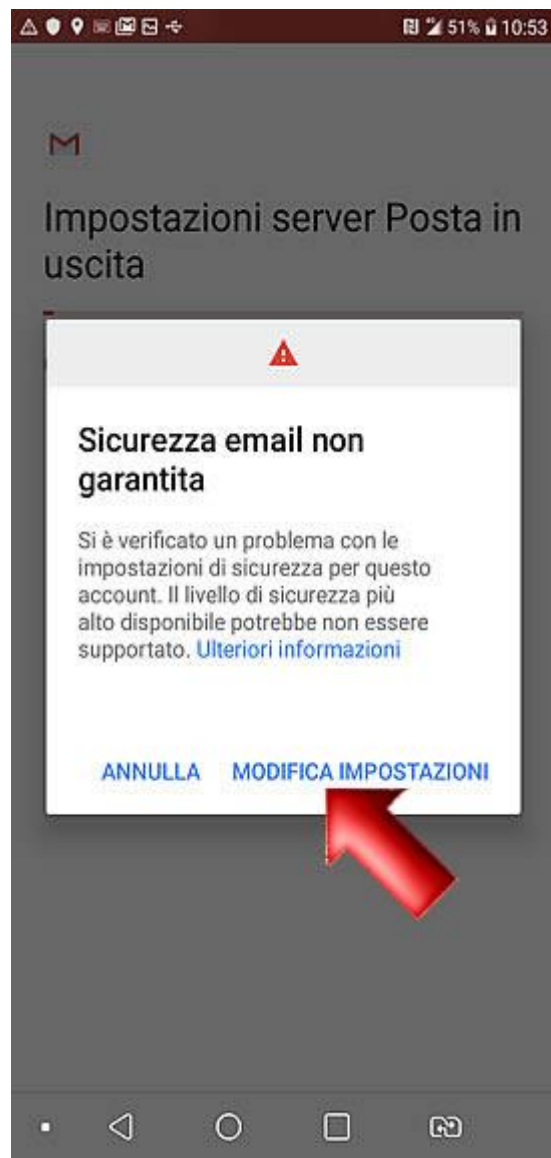 51% 10:53
Impostazioni server Posta in
uscita
Sicurezza email non
garantita
Si è verificato un problema con le
impostazioni di sicurezza per questo
account. Il livello di sicurezza più
alto disponibile potrebbe non essere
supportato. Ulteriori informazioni
ANNULLA MODIFICA IMPOSTAZIONI